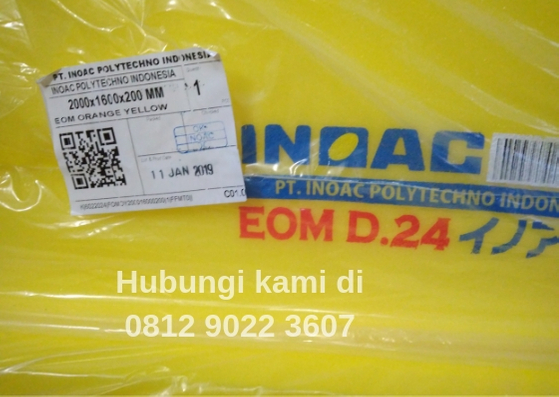 PT. INOAC POLYTECHNO INDONESIA
INOAC POLYTECHNO INDONESIA
2000x1600x200 MM
1
EOM ORANGE YELLOW
11 JAN 2019
INOAC
PT. INOAC POLYTECHNO INDON
EOM D.24 イノア
Hubungi kami di
0812 9022 3607